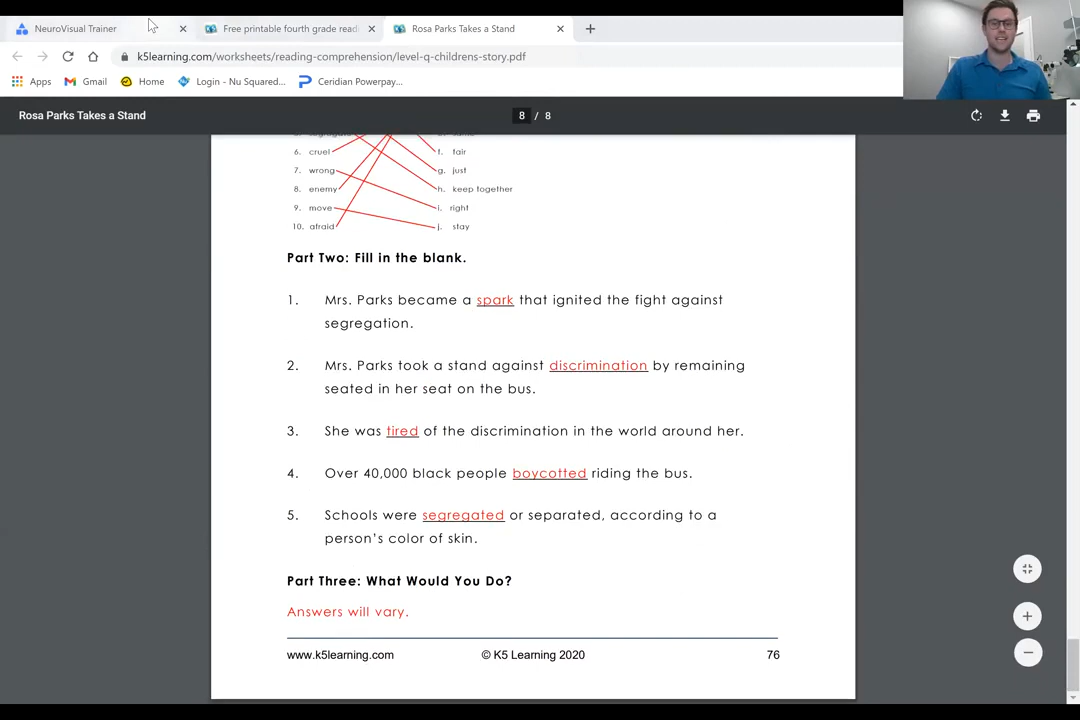 NeuroVisual Trainer
Free printable fourth grade readi
Rosa Parks Takes a Stand
k5learning.com/worksheets/reading-comprehension/level-q-childrens-story.pdf
Apps Gmail Home Login - Nu Squared... Ceridian Powerpay...
Rosa Parks Takes a Stand 8 / 8
6. cruel f. fair
7. wrong g. just
8. enemy h. keep together
9. move i. right
10. afraid j. stay
Part Two: Fill in the blank.
1. Mrs. Parks became a spark that ignited the fight against
segregation.
2. Mrs. Parks took a stand against discrimination by remaining
seated in her seat on the bus.
3. She was tired of the discrimination in the world around her.
4. Over 40,000 black people boycotted riding the bus.
5. Schools were segregated or separated, according to a
person's color of skin.
Part Three: What Would You Do?
Answers will vary.
www.k5learning.com © K5 Learning 2020 76